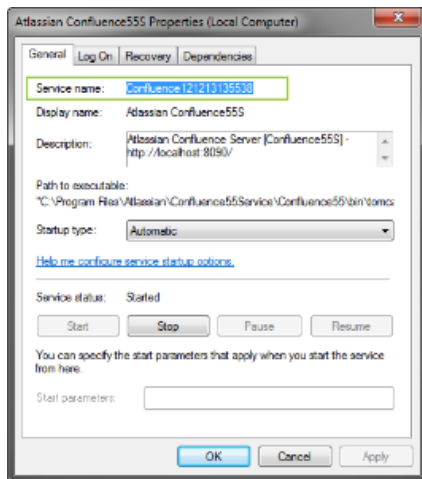 Atlassian Confluence55S Properties (Local Computer)
General Log On Recovery Dependencies
Service name: Confluence121213135538
Display name: Atlassian Confluence55S
Description: Atlassian Confluence Server [Confluence55S] -
http://localhost:8090/
Path to executable:
"C:\Program Files\Atlassian\Confluence55Service\Confluence55\bin\tomca
Startup type: Automatic
Help me configure service startup options.
Service status: Started
Start Stop Pause Resume
You can specify the start parameters that apply when you start the service
from here.
Start parameters:
OK Cancel Apply